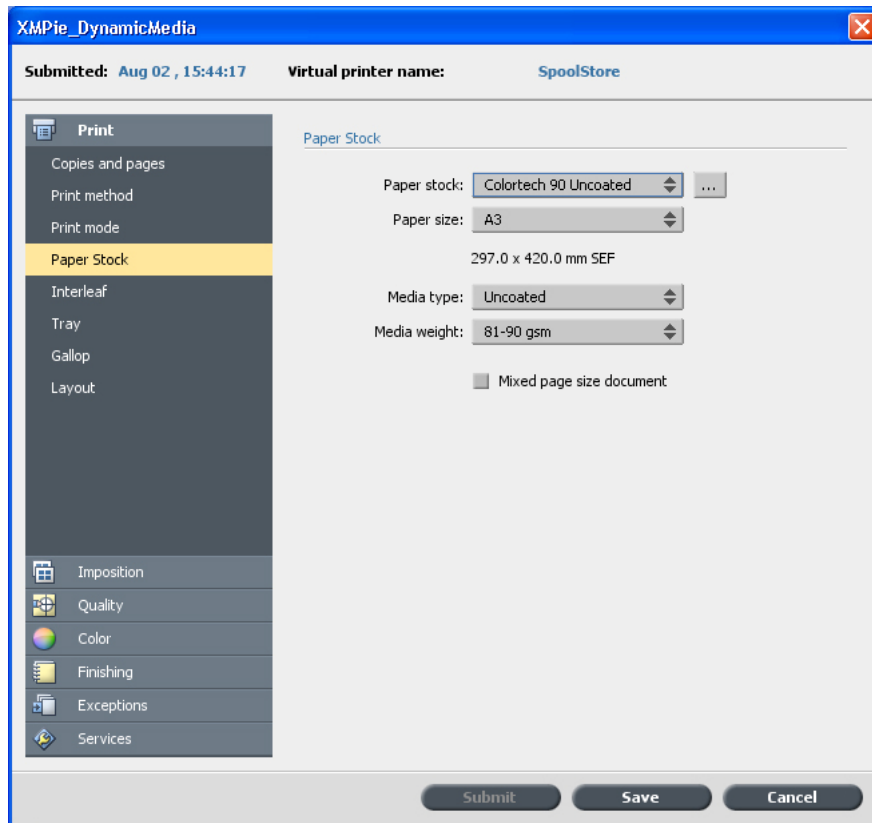 XMPie_DynamicMedia
Submitted: Aug 02 , 15:44:17 Virtual printer name: SpoolStore
Print
Copies and pages
Print method
Print mode
Paper Stock
Interleaf
Tray
Gallop
Layout
Imposition
Quality
Color
Finishing
Exceptions
Services
Paper Stock
Paper stock: Colortech 90 Uncoated ...
Paper size: A3
297.0 x 420.0 mm SEF
Media type: Uncoated
Media weight: 81-90 gsm
Mixed page size document
Submit Save Cancel